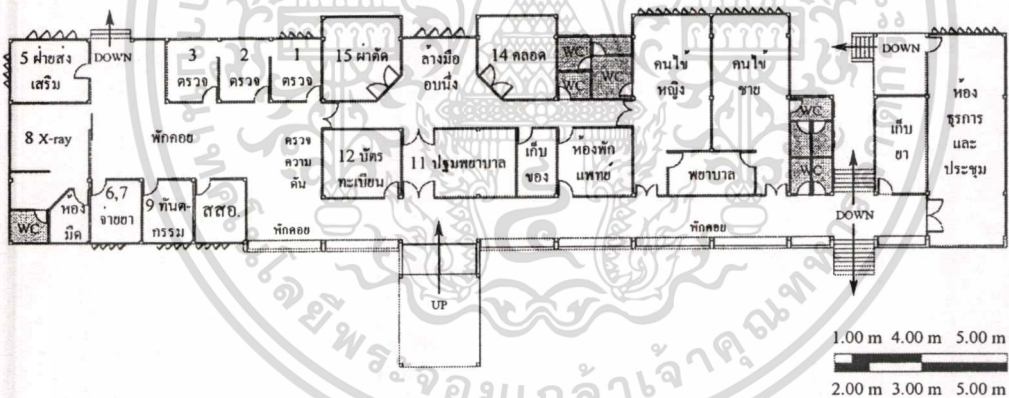 5 ฝ่ายส่ง
เสริม
DOWN
3
ตรวจ
2
ตรวจ
1
ตรวจ
15 ผ่าตัด
ล้างมือ
อบนึ่ง
14 คลอด
WC
WC
WC
คนไข้
หญิง
คนไข้
ชาย
DOWN
ห้อง
ธุรการ
และ
ประชุม
8 X-ray
พักคอย
ตรวจ
ความ
ดัน
12 บัตร
ทะเบียน
11 ปฐมพยาบาล
เก็บ
ของ
ห้องพัก
แพทย์
พยาบาล
WC
WC
เก็บ
ยา
WC
ห้อง
มืด
6,7
จ่ายยา
9 ทันต-
กรรม
สสอ.
พักคอย
พักคอย
DOWN
UP
1.00 m 4.00 m 5.00 m
2.00 m 3.00 m 5.00 m